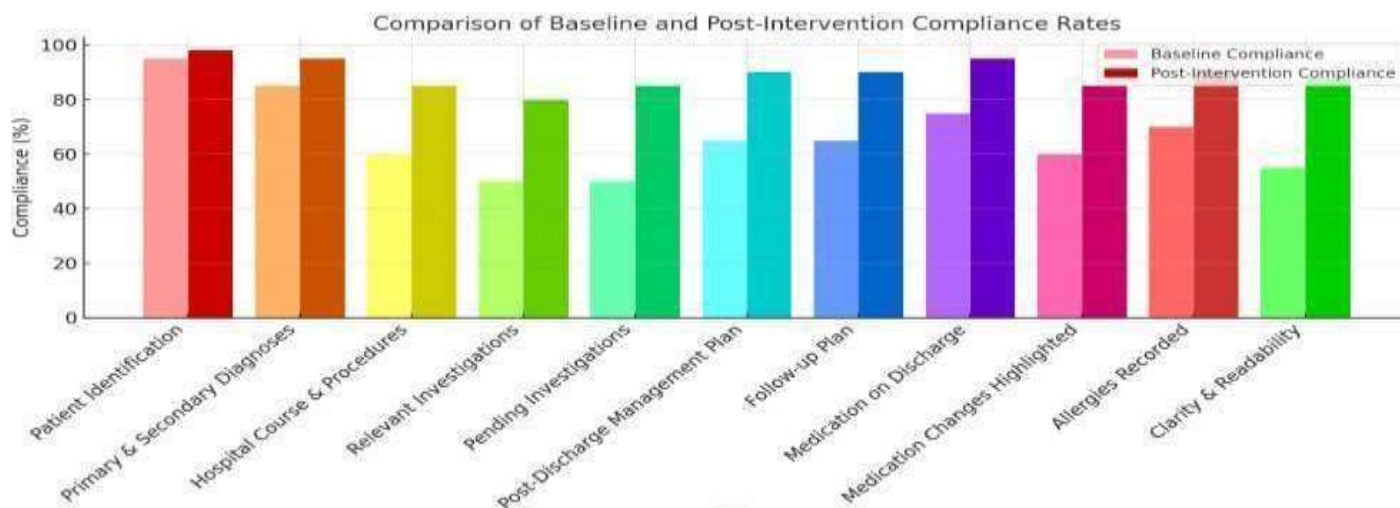 Comparison of Baseline and Post-Intervention Compliance Rates
Baseline Compliance
Post-Intervention Compliance
Compliance (%)
100
80
60
40
20
0
Patient Identification
Primary & Secondary Diagnoses
Hospital Course & Procedures
Relevant Investigations
Pending Investigations
Post-Discharge Management Plan
Follow-up Plan
Medication on Discharge
Medication Changes Highlighted
Allergies Recorded
Clarity & Readability